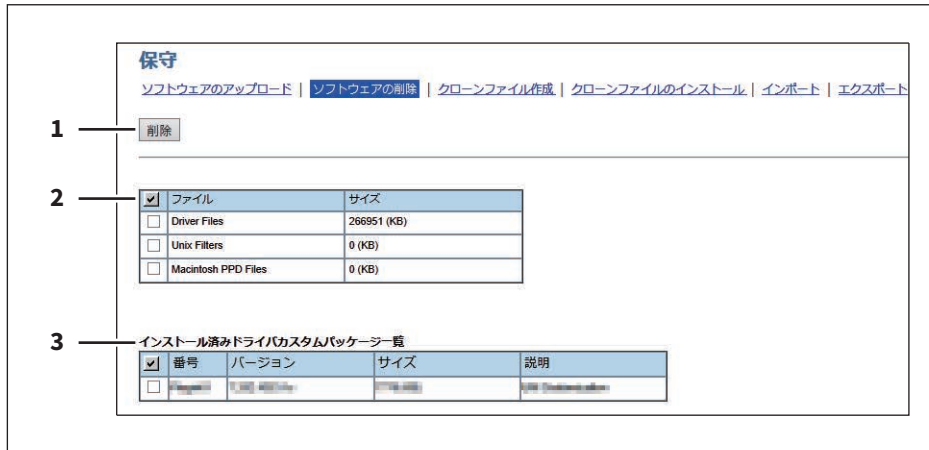 保守
ソフトウェアのアップロード | ソフトウェアの削除 | クローンファイル作成 | クローンファイルのインストール | インポート | エクスポート
1 削除
2 ファイル サイズ
Driver Files 266951 (KB)
Unix Filters 0 (KB)
Macintosh PPD Files 0 (KB)
3 インストール済みドライバカスタムパッケージ一覧
番号 バージョン サイズ 説明